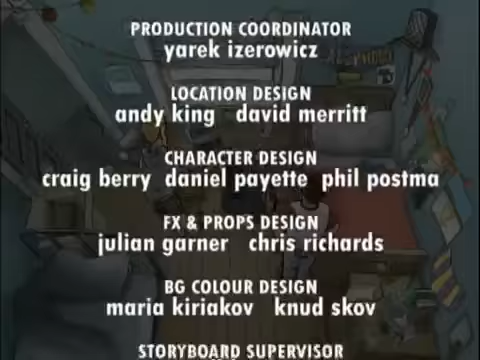 PRODUCTION COORDINATOR
yarek izerowicz
LOCATION DESIGN
andy king david merritt
CHARACTER DESIGN
craig berry daniel payette phil postma
FX & PROPS DESIGN
julian garner chris richards
BG COLOUR DESIGN
maria kiriakov knud skov
STORYBOARD SUPERVISOR